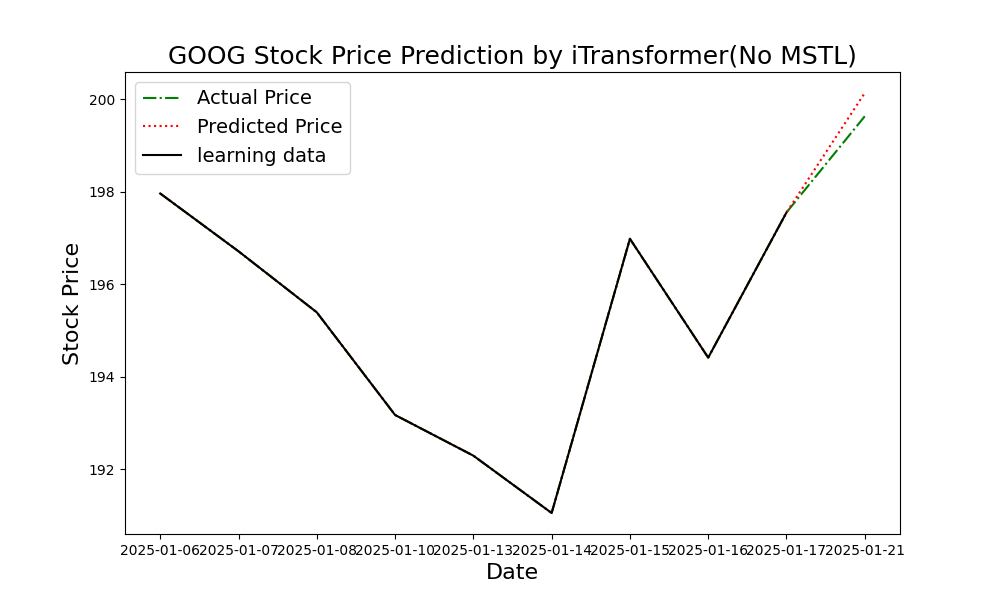 GOOG Stock Price Prediction by iTransformer(No MSTL)
Actual Price
Predicted Price
learning data
Stock Price
200
198
196
194
192
2025-01-06 2025-01-07 2025-01-08 2025-01-10 2025-01-13 2025-01-14 2025-01-15 2025-01-16 2025-01-17 2025-01-21
Date